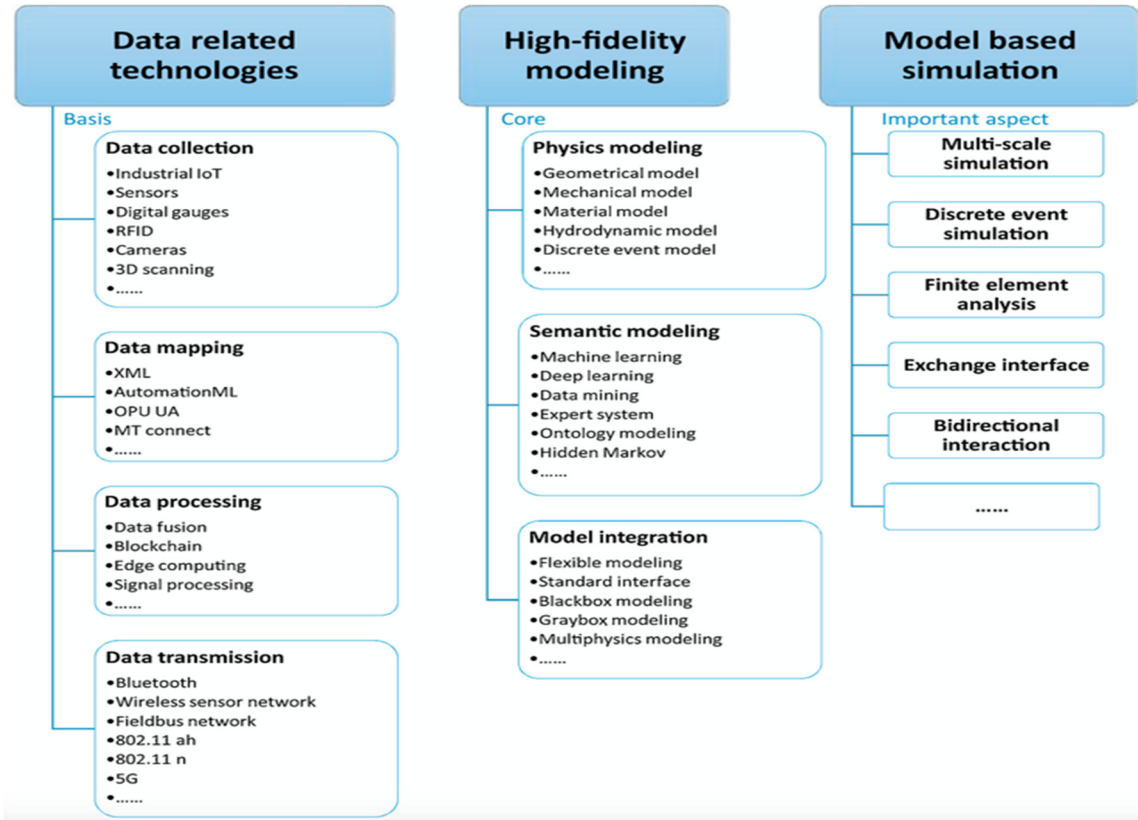 Data related
technologies
Basis
Data collection
•Industrial IoT
•Sensors
•Digital gauges
•RFID
•Cameras
•3D scanning
•......
Data mapping
•XML
•AutomationML
•OPU UA
•MT connect
•......
Data processing
•Data fusion
•Blockchain
•Edge computing
•Signal processing
•......
Data transmission
•Bluetooth
•Wireless sensor network
•Fieldbus network
•802.11 ah
•802.11 n
•5G
•......
High-fidelity
modeling
Core
Physics modeling
•Geometrical model
•Mechanical model
•Material model
•Hydrodynamic model
•Discrete event model
•......
Semantic modeling
•Machine learning
•Deep learning
•Data mining
•Expert system
•Ontology modeling
•Hidden Markov
•......
Model integration
•Flexible modeling
•Standard interface
•Blackbox modeling
•Graybox modeling
•Multiphysics modeling
•......
Model based
simulation
Important aspect
Multi-scale
simulation
Discrete event
simulation
Finite element
analysis
Exchange interface
Bidirectional
interaction
......